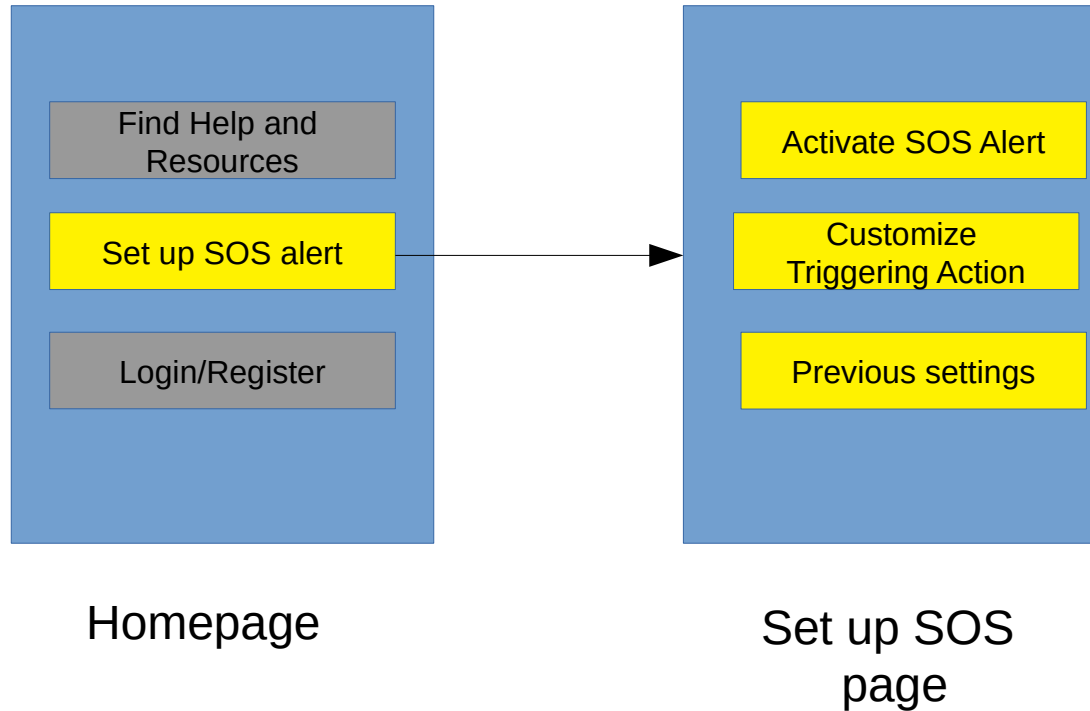 Find Help and
Resources
Set up SOS alert
Login/Register
Homepage
Activate SOS Alert
Customize
Triggering Action
Previous settings
Set up SOS
page